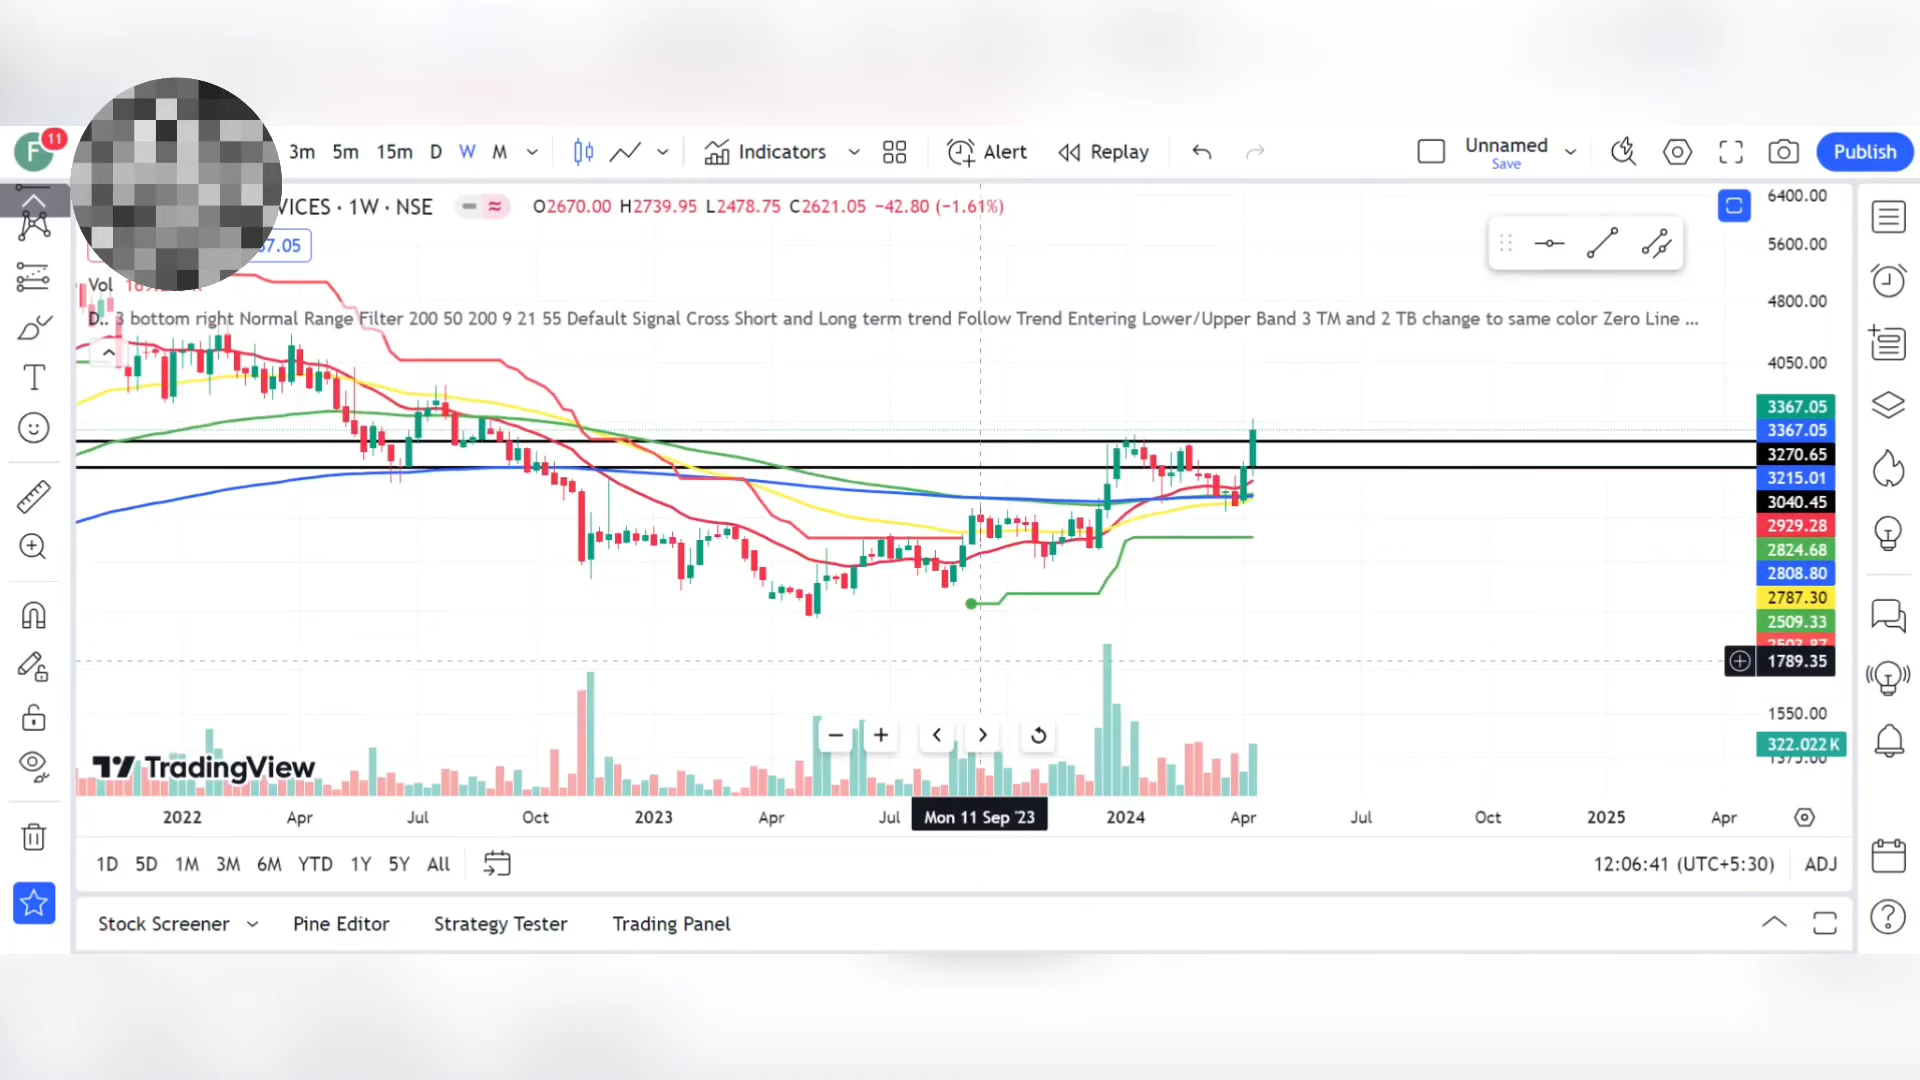 F 11
3m 5m 15m D W M Indicators Alert Replay Unnamed Save Publish
VICES · 1W · NSE O2670.00 H2739.95 L2478.75 C2621.05 −42.80 (−1.61%)
7.05
Vol
D.. 3 bottom right Normal Range Filter 200 50 200 9 21 55 Default Signal Cross Short and Long term trend Follow Trend Entering Lower/Upper Band 3 TM and 2 TB change to same color Zero Line ...
6400.00
5600.00
4800.00
4050.00
3367.05
3367.05
3270.65
3215.01
3040.45
2929.28
2824.68
2808.80
2787.30
2509.33
2503.87
1789.35
1550.00
322.022K
1375.00
TradingView
2022 Apr Jul Oct 2023 Apr Jul Mon 11 Sep '23 2024 Apr Jul Oct 2025 Apr
1D 5D 1M 3M 6M YTD 1Y 5Y All 12:06:41 (UTC+5:30) ADJ
Stock Screener Pine Editor Strategy Tester Trading Panel